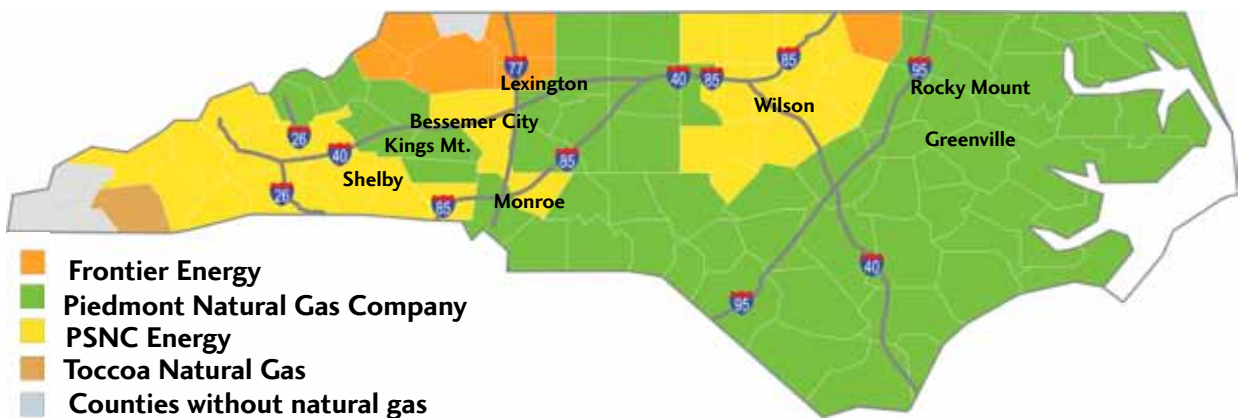 77
40
85
85
95
Lexington
Rocky Mount
Wilson
Bessemer City
26
Kings Mt.
Greenville
40
85
Shelby
26
85
Monroe
40
95
Frontier Energy
Piedmont Natural Gas Company
PSNC Energy
Toccoa Natural Gas
Counties without natural gas